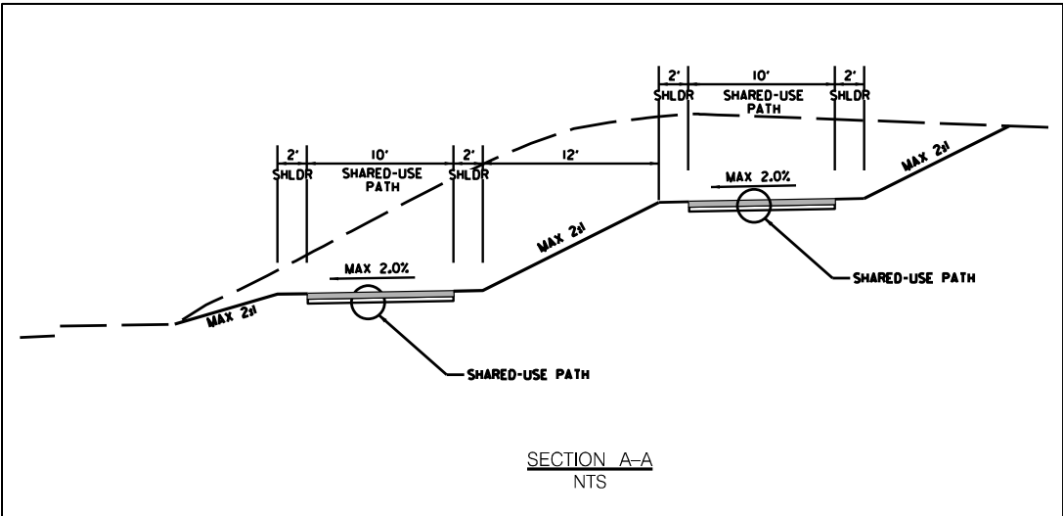 2'
10'
2'
SHLDR
SHARED-USE
PATH
SHLDR
2'
10'
2'
12'
SHLDR
SHARED-USE
PATH
SHLDR
MAX 2:1
MAX 2.0%
MAX 2:1
MAX 2.0%
SHARED-USE PATH
MAX 2:1
SHARED-USE PATH
SECTION A-A
NTS